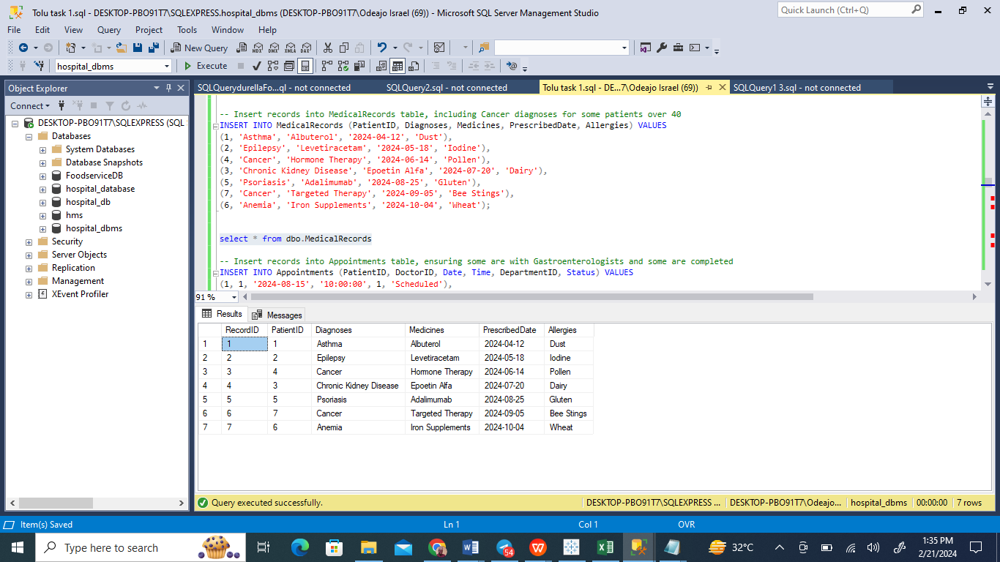 Tolu task 1.sql - DESKTOP-PBO91T7\SQLEXPRESS.hospital_dbms (DESKTOP-PBO91T7\Odeajo Israel (69)) - Microsoft SQL Server Management Studio
Quick Launch (Ctrl+Q)
File Edit View Query Project Tools Window Help
New Query MDX DMX XMLA DAX
hospital_dbms Execute
Object Explorer
SQLQuerydurellaFo...ql - not connected SQLQuery2.sql - not connected Tolu task 1.sql - DE...7\Odeajo Israel (69)) SQLQuery1 3.sql - not connected
Connect
DESKTOP-PBO91T7\SQLEXPRESS (SQL S
Databases
System Databases
Database Snapshots
FoodserviceDB
hospital_database
hospital_db
hms
hospital_dbms
Security
Server Objects
Replication
Management
XEvent Profiler
-- Insert records into MedicalRecords table, including Cancer diagnoses for some patients over 40
INSERT INTO MedicalRecords (PatientID, Diagnoses, Medicines, PrescribedDate, Allergies) VALUES
(1, 'Asthma', 'Albuterol', '2024-04-12', 'Dust'),
(2, 'Epilepsy', 'Levetiracetam', '2024-05-18', 'Iodine'),
(4, 'Cancer', 'Hormone Therapy', '2024-06-14', 'Pollen'),
(3, 'Chronic Kidney Disease', 'Epoetin Alfa', '2024-07-20', 'Dairy'),
(5, 'Psoriasis', 'Adalimumab', '2024-08-25', 'Gluten'),
(7, 'Cancer', 'Targeted Therapy', '2024-09-05', 'Bee Stings'),
(6, 'Anemia', 'Iron Supplements', '2024-10-04', 'Wheat');
select * from dbo.MedicalRecords
-- Insert records into Appointments table, ensuring some are with Gastroenterologists and some are completed
INSERT INTO Appointments (PatientID, DoctorID, Date, Time, DepartmentID, Status) VALUES
(1, 1, '2024-08-15', '10:00:00', 1, 'Scheduled'),
91 %
Results Messages
RecordID PatientID Diagnoses Medicines PrescribedDate Allergies
1 1 1 Asthma Albuterol 2024-04-12 Dust
2 2 2 Epilepsy Levetiracetam 2024-05-18 Iodine
3 3 4 Cancer Hormone Therapy 2024-06-14 Pollen
4 4 3 Chronic Kidney Disease Epoetin Alfa 2024-07-20 Dairy
5 5 5 Psoriasis Adalimumab 2024-08-25 Gluten
6 6 7 Cancer Targeted Therapy 2024-09-05 Bee Stings
7 7 6 Anemia Iron Supplements 2024-10-04 Wheat
Query executed successfully. DESKTOP-PBO91T7\SQLEXPRESS ... DESKTOP-PBO91T7\Odeajo... hospital_dbms 00:00:00 7 rows
Item(s) Saved Ln 1 Col 1 OVR
Type here to search 54 32°C 1:35 PM
2/21/2024